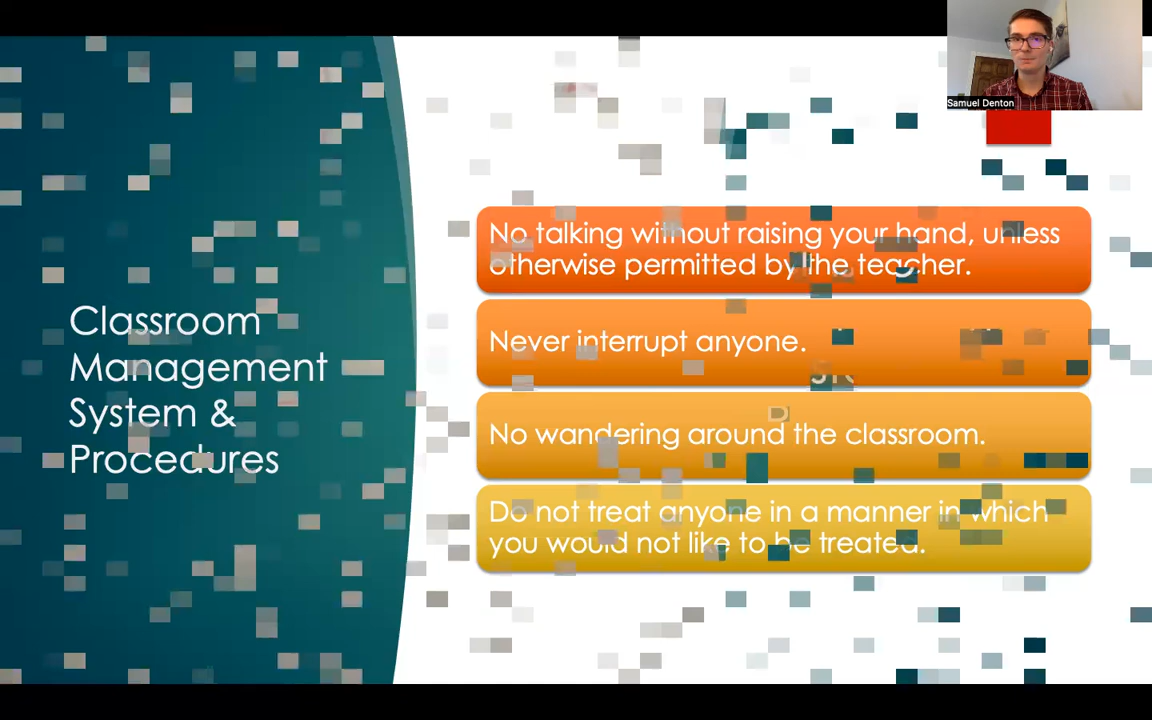 Samuel Denton
Classroom
Management
System &
Procedures
No talking without raising your hand, unless
otherwise permitted by the teacher.
Never interrupt anyone.
No wandering around the classroom.
Do not treat anyone in a manner in which
you would not like to be treated.